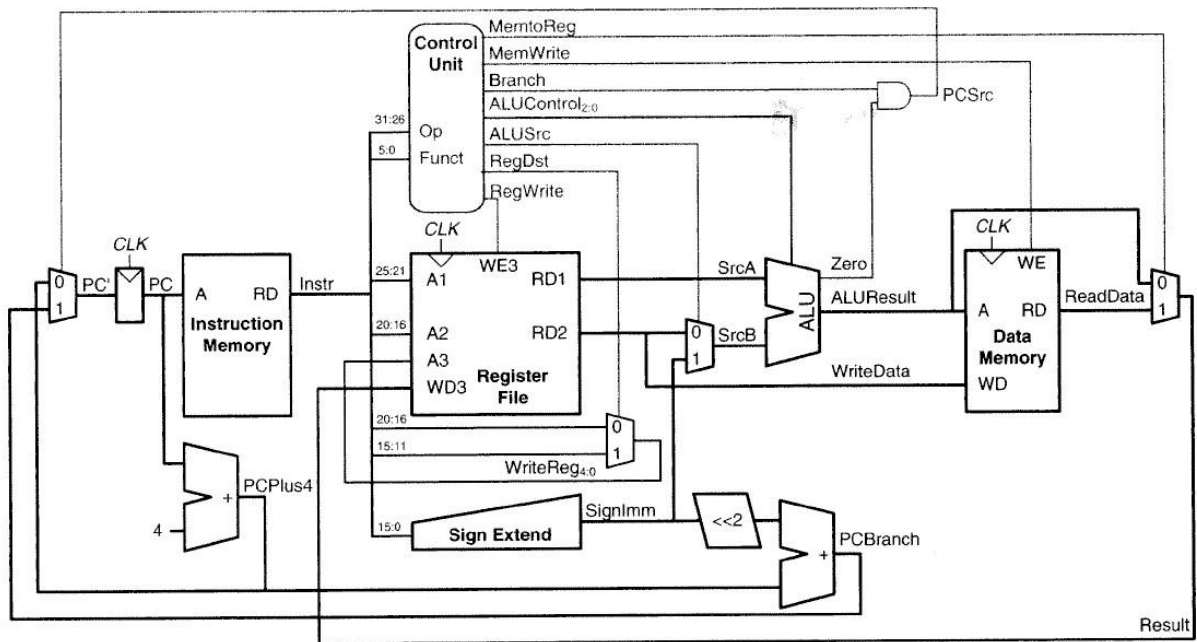 MemtoReg
Control
Unit
MemWrite
Branch
ALUControl2:0
PCSrc
31:26
Op
ALUSrc
5:0
Funct
RegDst
RegWrite
CLK
CLK
CLK
0
1
PC'
PC
A
RD
Instruction
Memory
Instr
25:21
A1
WE3
RD1
SrcA
Zero
WE
20:16
A2
RD2
0
1
SrcB
ALU
ALUResult
A
RD
ReadData
0
1
Data
Memory
A3
WD3
Register
File
WriteData
WD
20:16
0
15:11
1
WriteReg4:0
PCPlus4
+
4
SignImm
15:0
Sign Extend
<<2
+
PCBranch
Result